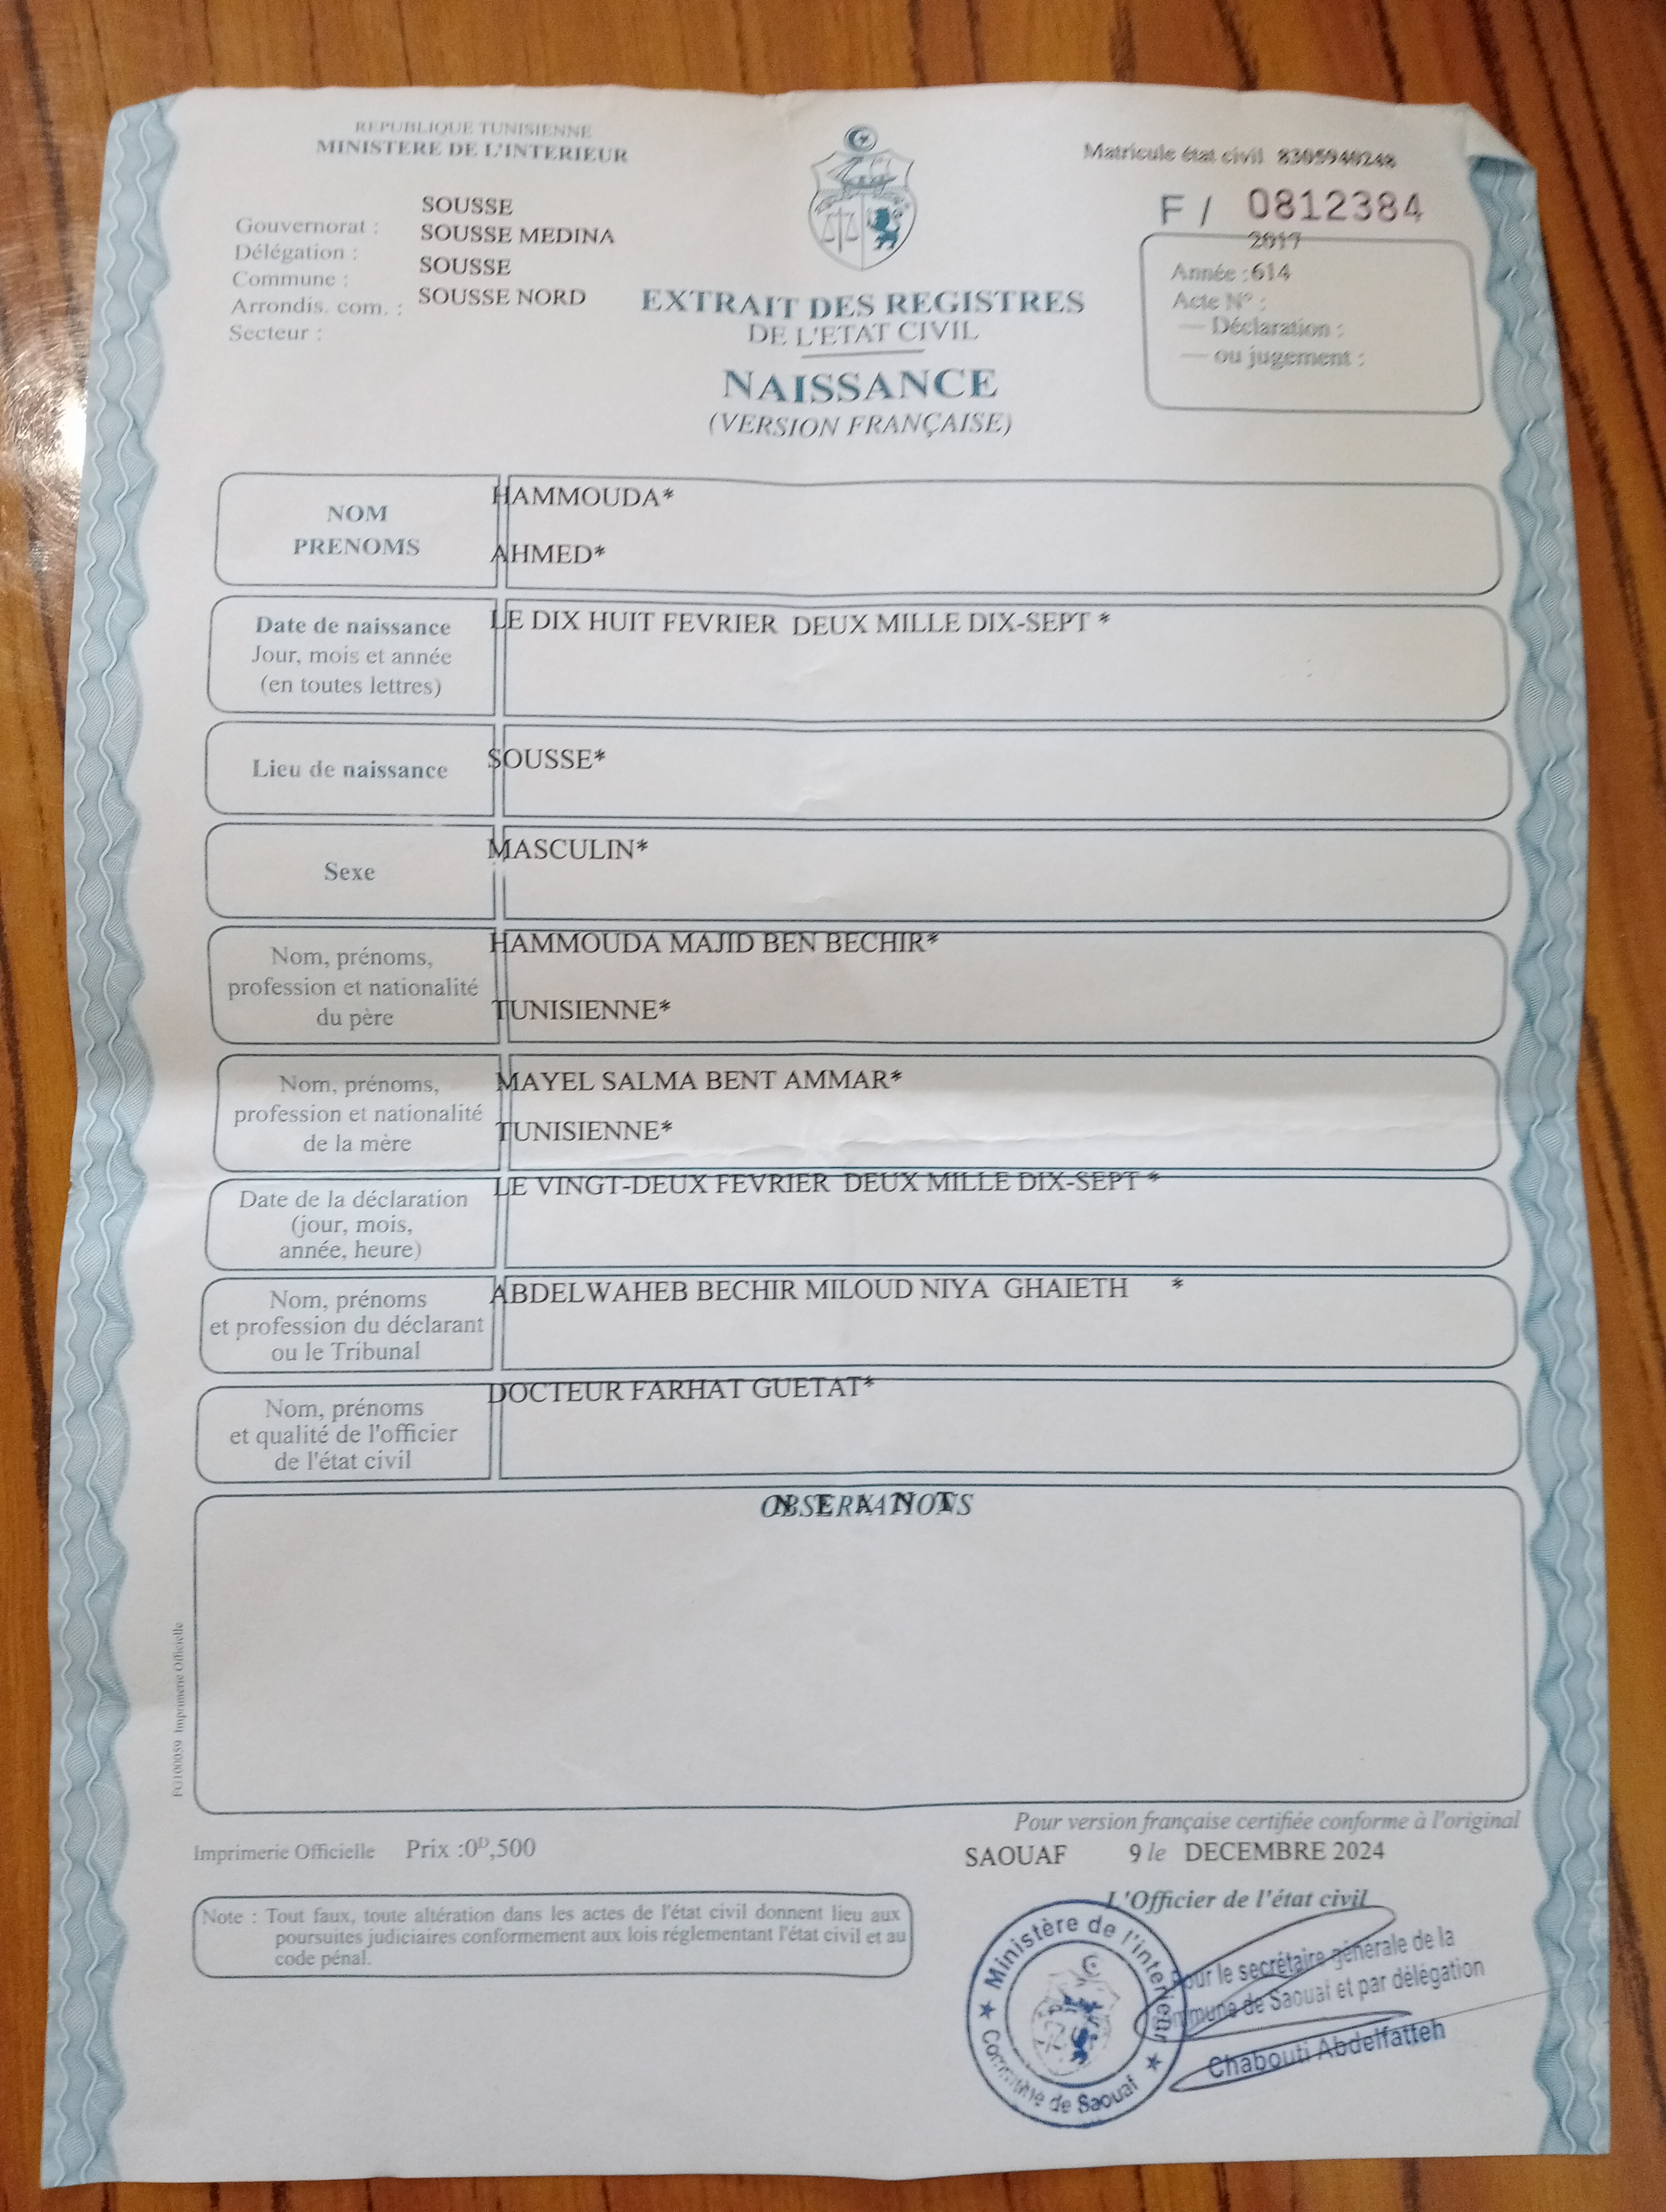 REPUBLIQUE TUNISIENNE
MINISTERE DE L'INTERIEUR
Gouvernorat : SOUSSE
Délégation : SOUSSE MEDINA
Commune : SOUSSE
Arrondis. com. : SOUSSE NORD
Secteur :
Matricule état civil 8305940248
F / 0812384
2017
Année :614
Acte N° :
— Déclaration :
— ou jugement :
EXTRAIT DES REGISTRES
DE L'ETAT CIVIL
NAISSANCE
(VERSION FRANÇAISE)
NOM HAMMOUDA*
PRENOMS AHMED*
Date de naissance LE DIX HUIT FEVRIER DEUX MILLE DIX-SEPT *
Jour, mois et année
(en toutes lettres)
Lieu de naissance SOUSSE*
Sexe MASCULIN*
Nom, prénoms, HAMMOUDA MAJID BEN BECHIR*
profession et nationalité
du père TUNISIENNE*
Nom, prénoms, MAYEL SALMA BENT AMMAR*
profession et nationalité
de la mère TUNISIENNE*
Date de la déclaration LE VINGT-DEUX FEVRIER DEUX MILLE DIX-SEPT *
(jour, mois,
année, heure)
Nom, prénoms ABDELWAHEB BECHIR MILOUD NIYA GHAIETH *
et profession du déclarant
ou le Tribunal
Nom, prénoms DOCTEUR FARHAT GUETAT*
et qualité de l'officier
de l'état civil
OBSERVATIONS
N E A N T
FG100059 Imprimerie Officielle
Pour version française certifiée conforme à l'original
Imprimerie Officielle Prix :0ᴰ,500
SAOUAF 9 le DECEMBRE 2024
L'Officier de l'état civil
Note : Tout faux, toute altération dans les actes de l'état civil donnent lieu aux
poursuites judiciaires conformement aux lois réglementant l'état civil et au
code pénal.
★ Ministère de l'intérieur ★
Commune de Saouaf
Pour le secrétaire générale de la
commune de Saouaf et par délégation
Chabouti Abdelfatteh